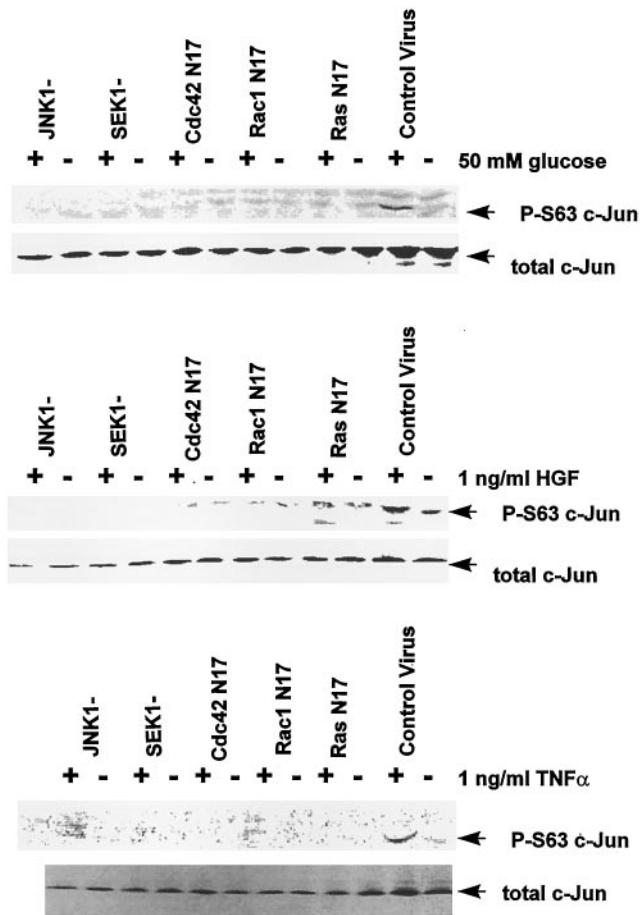 JNK1- SEK1- Cdc42 N17 Rac1 N17 Ras N17 Control Virus
+ - + - + - + - + - + - 50 mM glucose
P-S63 c-Jun
total c-Jun
JNK1- SEK1- Cdc42 N17 Rac1 N17 Ras N17 Control Virus
+ - + - + - + - + - + - 1 ng/ml HGF
P-S63 c-Jun
total c-Jun
JNK1- SEK1- Cdc42 N17 Rac1 N17 Ras N17 Control Virus
+ - + - + - + - + - + - 1 ng/ml TNFα
P-S63 c-Jun
total c-Jun